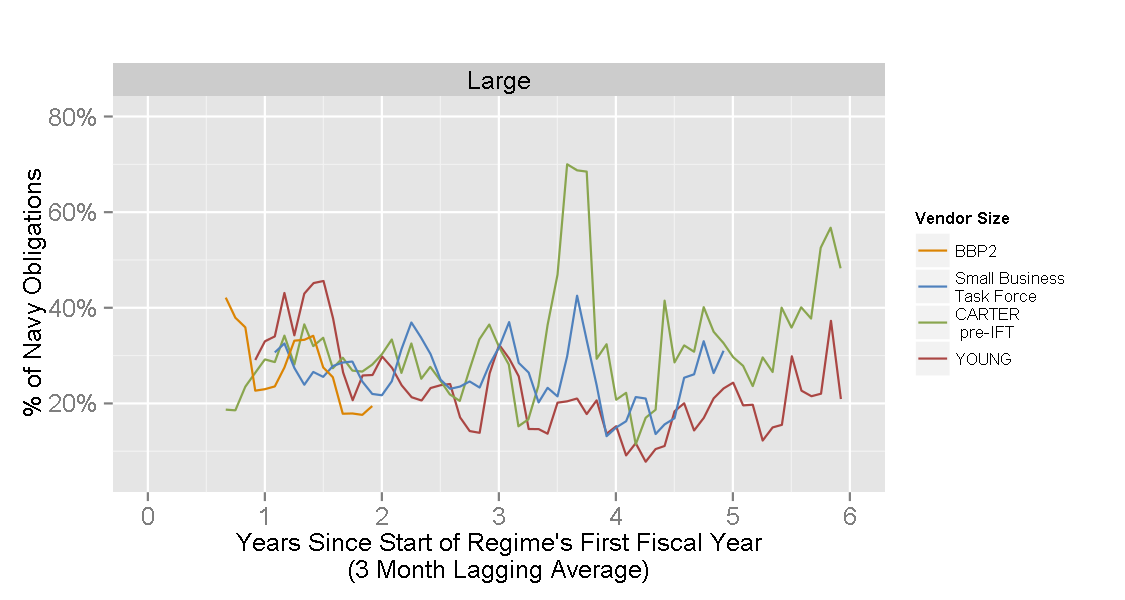 Large
80%
60%
40%
20%
% of Navy Obligations
0 1 2 3 4 5 6
Years Since Start of Regime's First Fiscal Year
(3 Month Lagging Average)
Vendor Size
BBP2
Small Business
Task Force
CARTER
pre-IFT
YOUNG